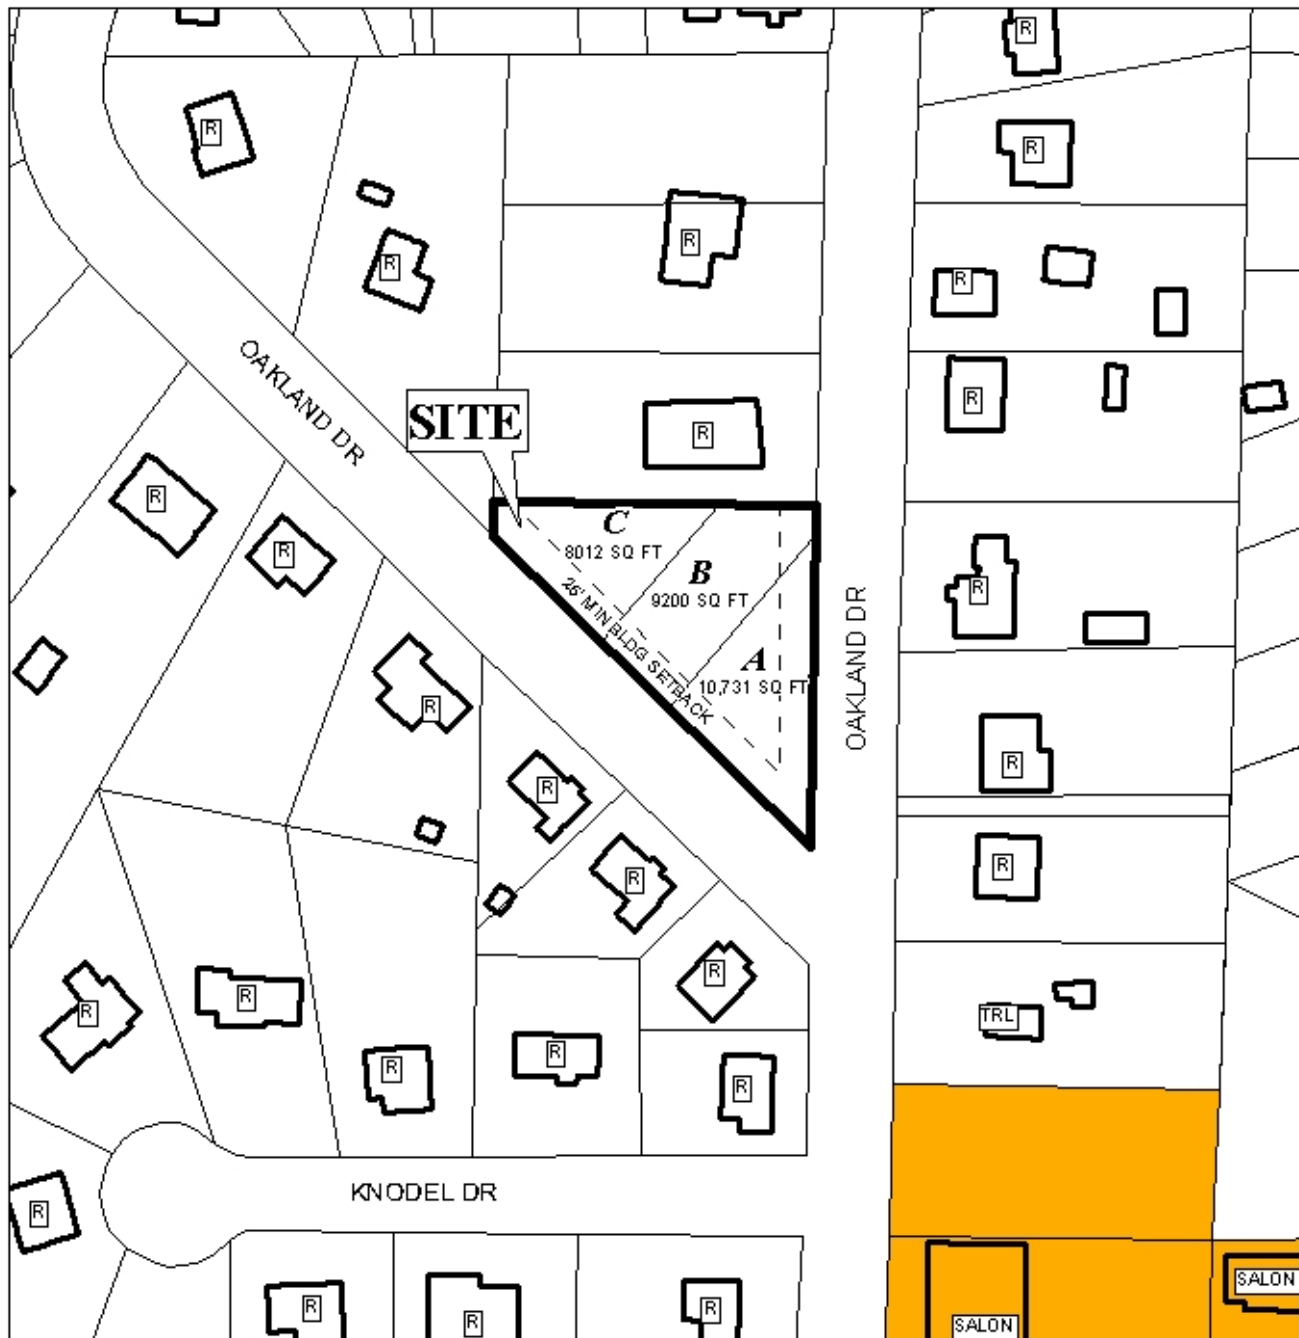 R
R
R
R
R
R
R
R
OAKLAND DR
SITE
R
R
C
8012 SQ FT
B
9200 SQ FT
A
10,731 SQ FT
25' MIN BLDG SETBACK
OAKLAND DR
R
R
R
R
R
R
R
R
R
TRL
R
R
R
R
R
KNODEL DR
R
R
R
R
SALON
SALON